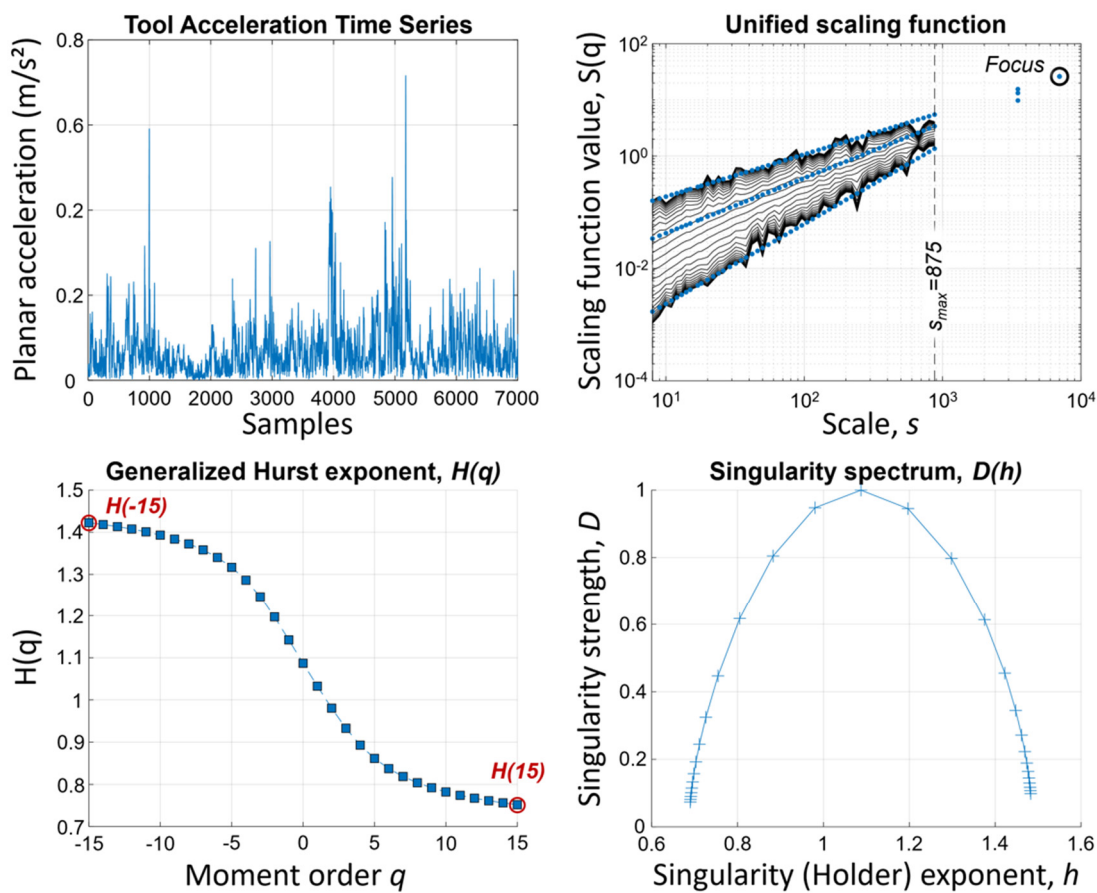 Tool Acceleration Time Series
Planar acceleration (m/s²)
0.8
0.6
0.2
0.2
0
0 1000 2000 3000 4000 5000 6000 7000
Samples
Unified scaling function
Scaling function value, S(q)
10²
10⁰
10⁻²
10⁻⁴
Focus
s_max=875
10¹ 10² 10³ 10⁴
Scale, s
Generalized Hurst exponent, H(q)
H(q)
1.5
1.4
1.3
1.2
1.1
1
0.9
0.8
0.7
H(-15)
H(15)
-15 -10 -5 0 5 10 15
Moment order q
Singularity spectrum, D(h)
Singularity strength, D
1
0.8
0.6
0.4
0.2
0
0.6 0.8 1 1.2 1.4 1.6
Singularity (Holder) exponent, h